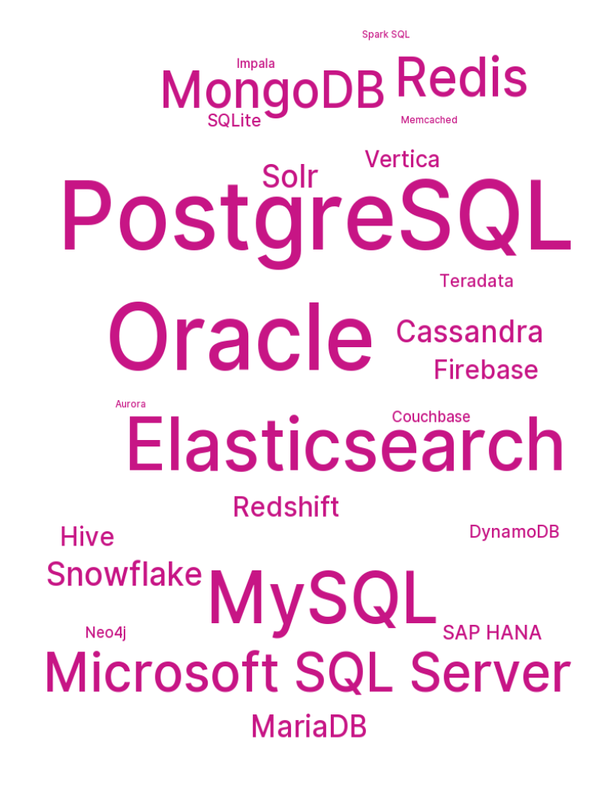 Spark SQL
Impala
MongoDB
Redis
SQLite
Memcached
Vertica
Solr
PostgreSQL
Teradata
Oracle
Cassandra
Firebase
Aurora
Couchbase
Elasticsearch
Redshift
DynamoDB
Hive
Snowflake
MySQL
Neo4j
SAP HANA
Microsoft SQL Server
MariaDB